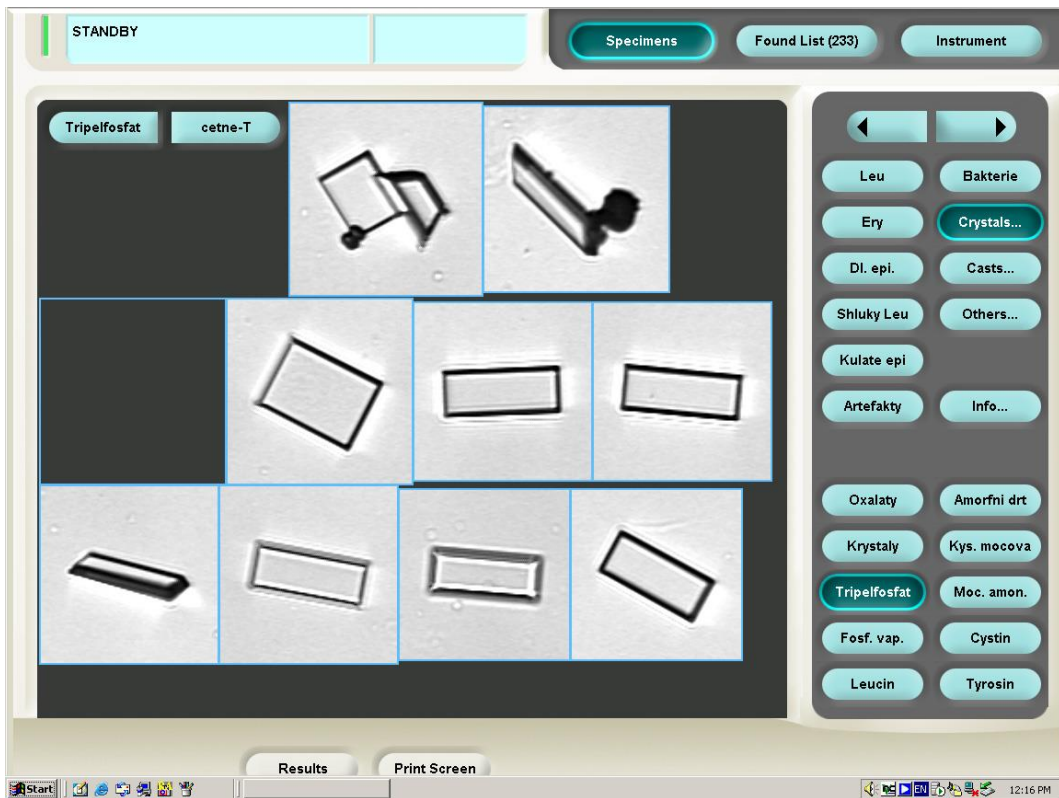 STANDBY
Specimens
Found List (233)
Instrument
Tripelfosfat
cetne-T
Leu
Bakterie
Ery
Crystals...
Dl. epi.
Casts...
Shluky Leu
Others...
Kulate epi
Artefakty
Info...
Oxalaty
Amorfni drt
Krystaly
Kys. mocova
Tripelfosfat
Moc. amon.
Fosf. vap.
Cystin
Leucin
Tyrosin
Results
Print Screen
Start
EN
12:16 PM